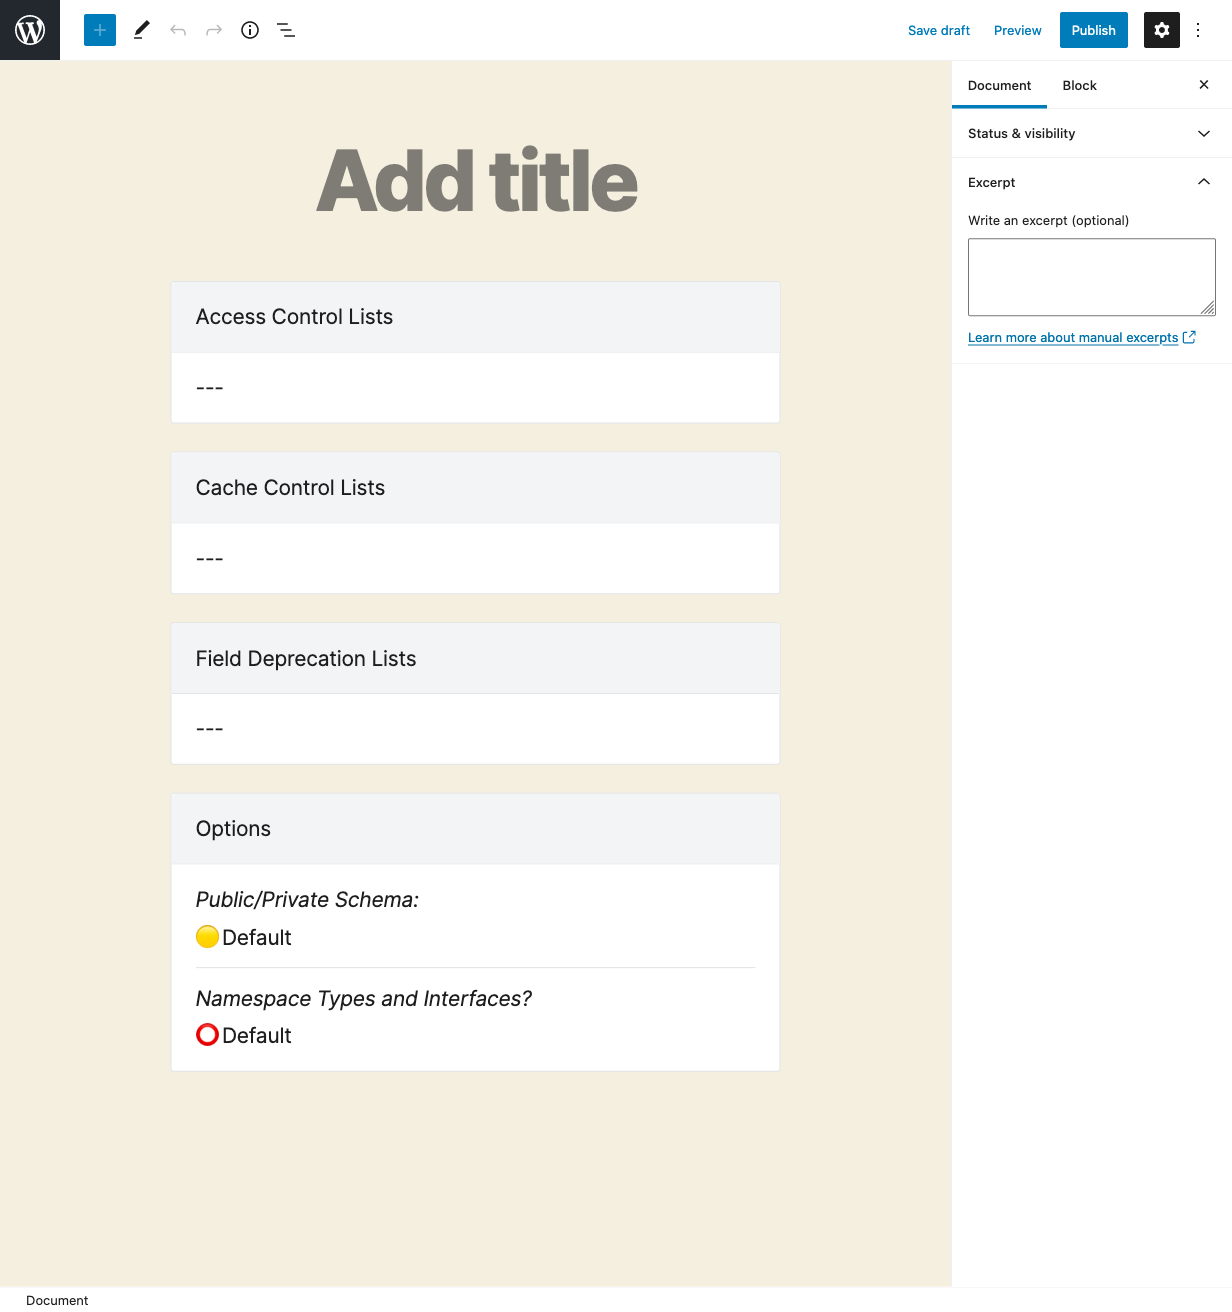 Save draft Preview Publish
Document Block
Status & visibility
Excerpt
Write an excerpt (optional)
Learn more about manual excerpts
Add title
Access Control Lists
---
Cache Control Lists
---
Field Deprecation Lists
---
Options
Public/Private Schema:
Default
Namespace Types and Interfaces?
Default
Document